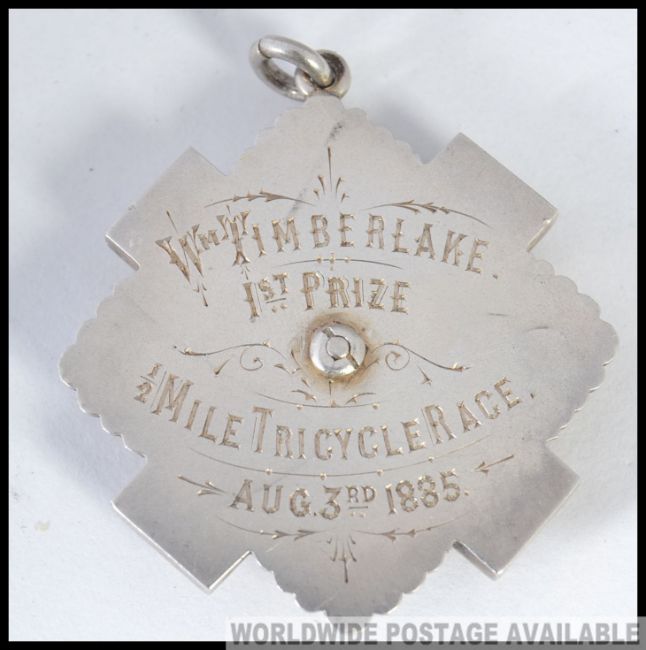 Wm TIMBERLAKE.
1ST PRIZE
1/2 MILE TRICYCLE RACE.
AUG. 3RD 1885.
WORLDWIDE POSTAGE AVAILABLE